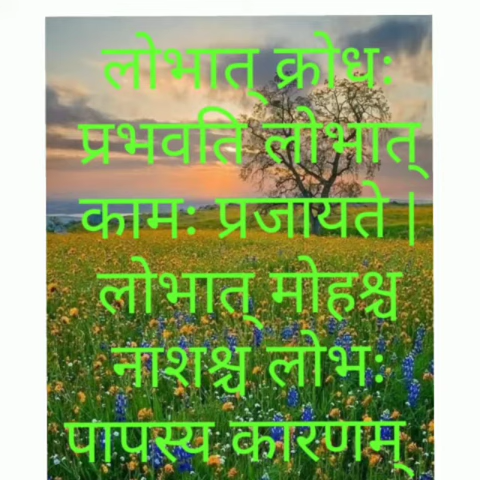 लोभात् क्रोधः
प्रभवति लोभात्
कामः प्रजायते |
लोभात् मोहश्च
नाशश्च लोभः
पापस्य कारणम्